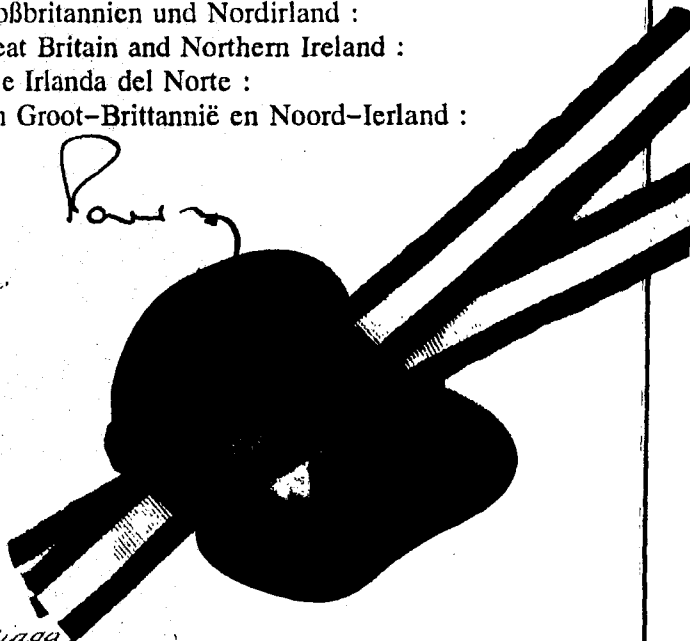 oßbritannien und Nordirland :
eat Britain and Northern Ireland :
e Irlanda del Norte :
n Groot–Brittannië en Noord–Ierland :